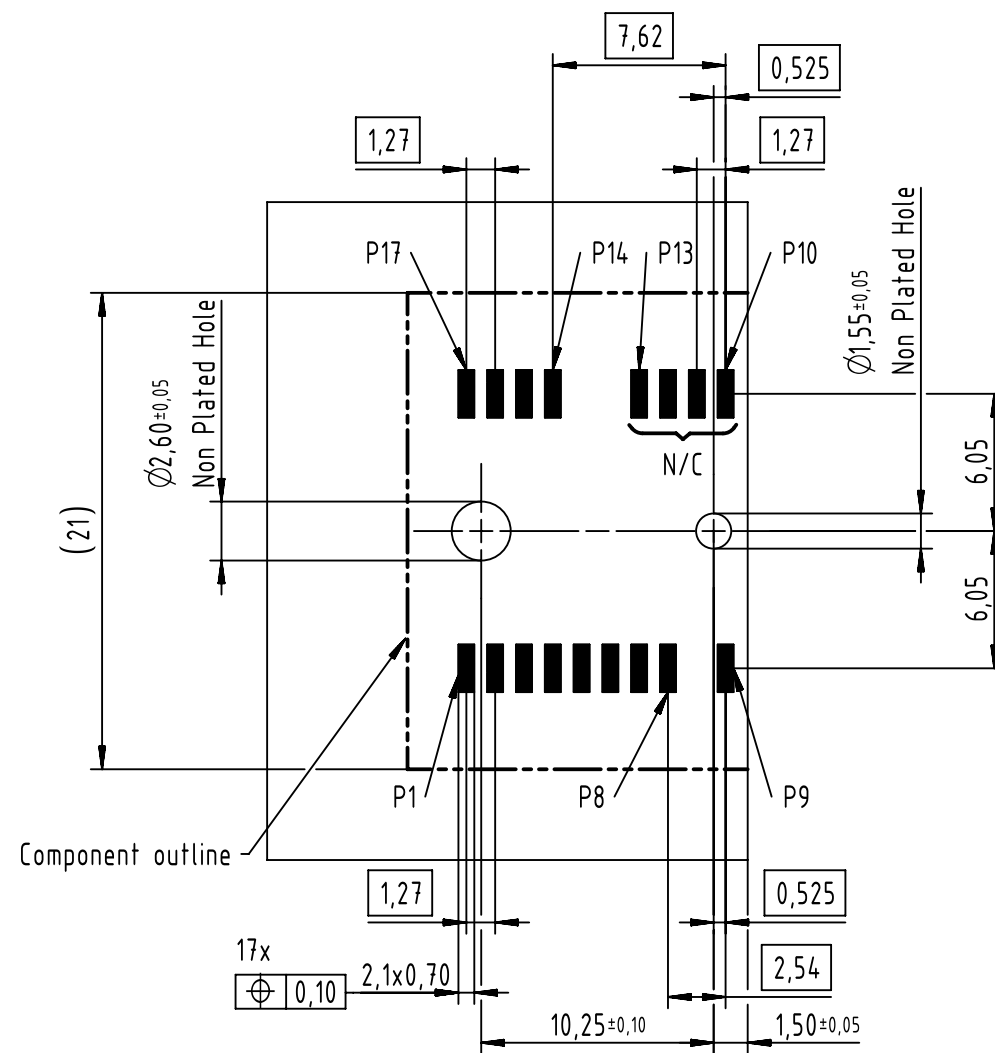 7,62
0,525
1,27
1,27
P17
P14
P13
P10
Ø2,60±0,05
Non Plated Hole
Ø1,55±0,05
Non Plated Hole
N/C
(21)
6,05
6,05
P1
P8
P9
Component outline
1,27
0,525
17x
0,10
2,1x0,70
2,54
10,25±0,10
1,50±0,05